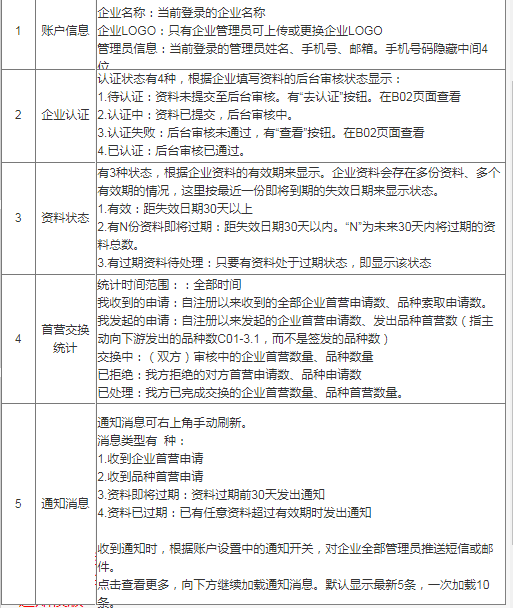 1
账户信息
企业名称：当前登录的企业名称
企业LOGO：只有企业管理员可上传或更换企业LOGO
管理员信息：当前登录的管理员姓名、手机号、邮箱。手机号码隐藏中间4
位
2
企业认证
认证状态有4种，根据企业填写资料的后台审核状态显示：
1.待认证：资料未提交至后台审核。有“去认证”按钮。在B02页面查看
2.认证中：资料已提交，后台审核中。
3.认证失败：后台审核未通过，有“查看”按钮。在B02页面查看
4.已认证：后台审核已通过。
3
资料状态
有3种状态，根据企业资料的有效期来显示。企业资料会存在多份资料、多个
有效期的情况，这里按最近一份即将到期的失效日期来显示状态。
1.有效：距失效日期30天以上
2.有N份资料即将过期：距失效日期30天以内。“N”为未来30天内将过期的资
料总数。
3.有过期资料待处理：只要有资料处于过期状态，即显示该状态
4
首营交换
统计
统计时间范围：：全部时间
我收到的申请：自注册以来收到的全部企业首营申请数、品种索取申请数。
我发起的申请：自注册以来发起的企业首营申请数、发出品种首营数（指主
动向下游发出的品种数C01-3.1，而不是签发的品种数）
交换中：（双方）审核中的企业首营数量、品种数量
已拒绝：我方拒绝的对方首营申请数、品种申请数
已处理：我方已完成交换的企业首营数量、品种首营数量。
5
通知消息
通知消息可右上角手动刷新。
消息类型有 种：
1.收到企业首营申请
2.收到品种首营申请
3.资料即将过期：资料过期前30天发出通知
4.资料已过期：已有任意资料超过有效期时发出通知
收到通知时，根据账户设置中的通知开关，对企业全部管理员推送短信或邮
件。
点击查看更多，向下方继续加载通知消息。默认显示最新5条，一次加载10
条。